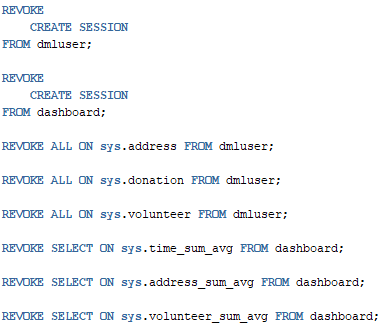 REVOKE
CREATE SESSION
FROM dmluser;
REVOKE
CREATE SESSION
FROM dashboard;
REVOKE ALL ON sys.address FROM dmluser;
REVOKE ALL ON sys.donation FROM dmluser;
REVOKE ALL ON sys.volunteer FROM dmluser;
REVOKE SELECT ON sys.time_sum_avg FROM dashboard;
REVOKE SELECT ON sys.address_sum_avg FROM dashboard;
REVOKE SELECT ON sys.volunteer_sum_avg FROM dashboard;